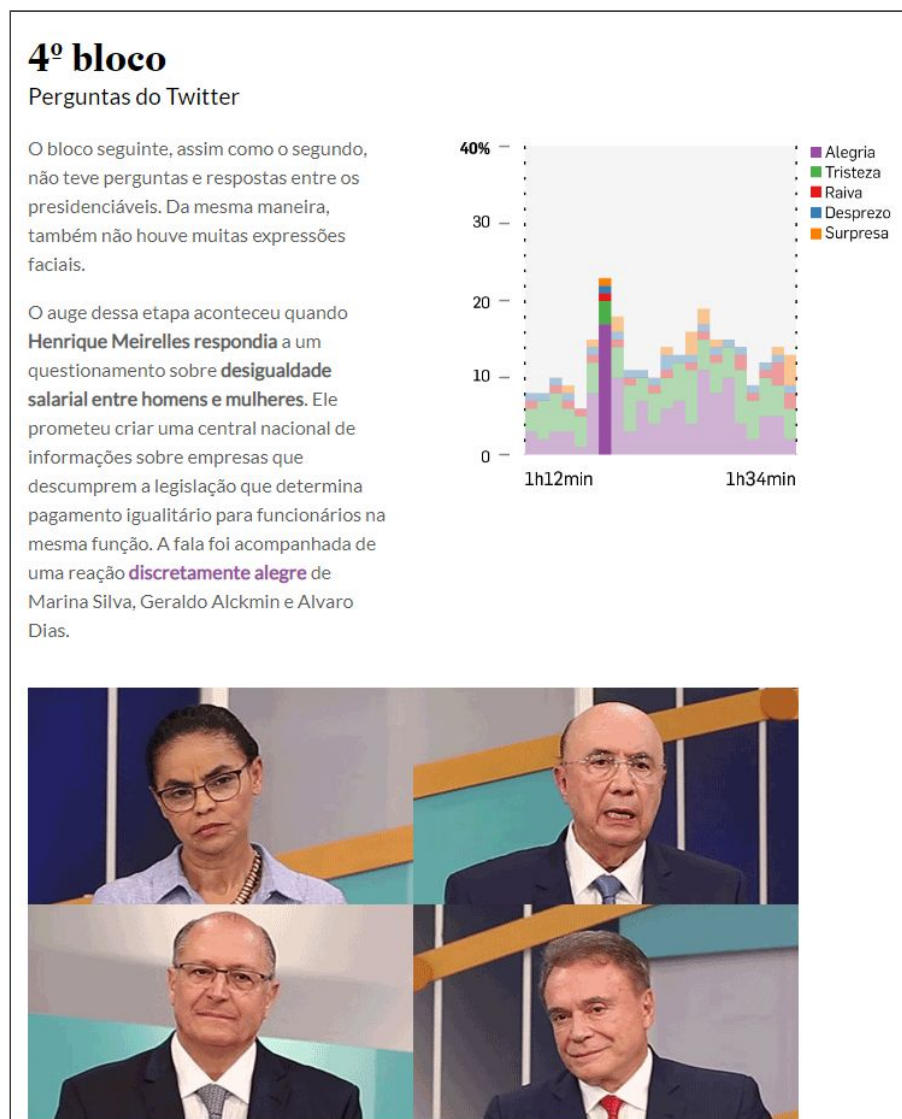 4º bloco
Perguntas do Twitter
O bloco seguinte, assim como o segundo,
não teve perguntas e respostas entre os
presidenciáveis. Da mesma maneira,
também não houve muitas expressões
faciais.
O auge dessa etapa aconteceu quando
Henrique Meirelles respondia a um
questionamento sobre desigualdade
salarial entre homens e mulheres. Ele
prometeu criar uma central nacional de
informações sobre empresas que
descumprem a legislação que determina
pagamento igualitário para funcionários na
mesma função. A fala foi acompanhada de
uma reação discretamente alegre de
Marina Silva, Geraldo Alckmin e Alvaro
Dias.
40%
30
20
10
0
1h12min
1h34min
Alegria
Tristeza
Raiva
Desprezo
Surpresa